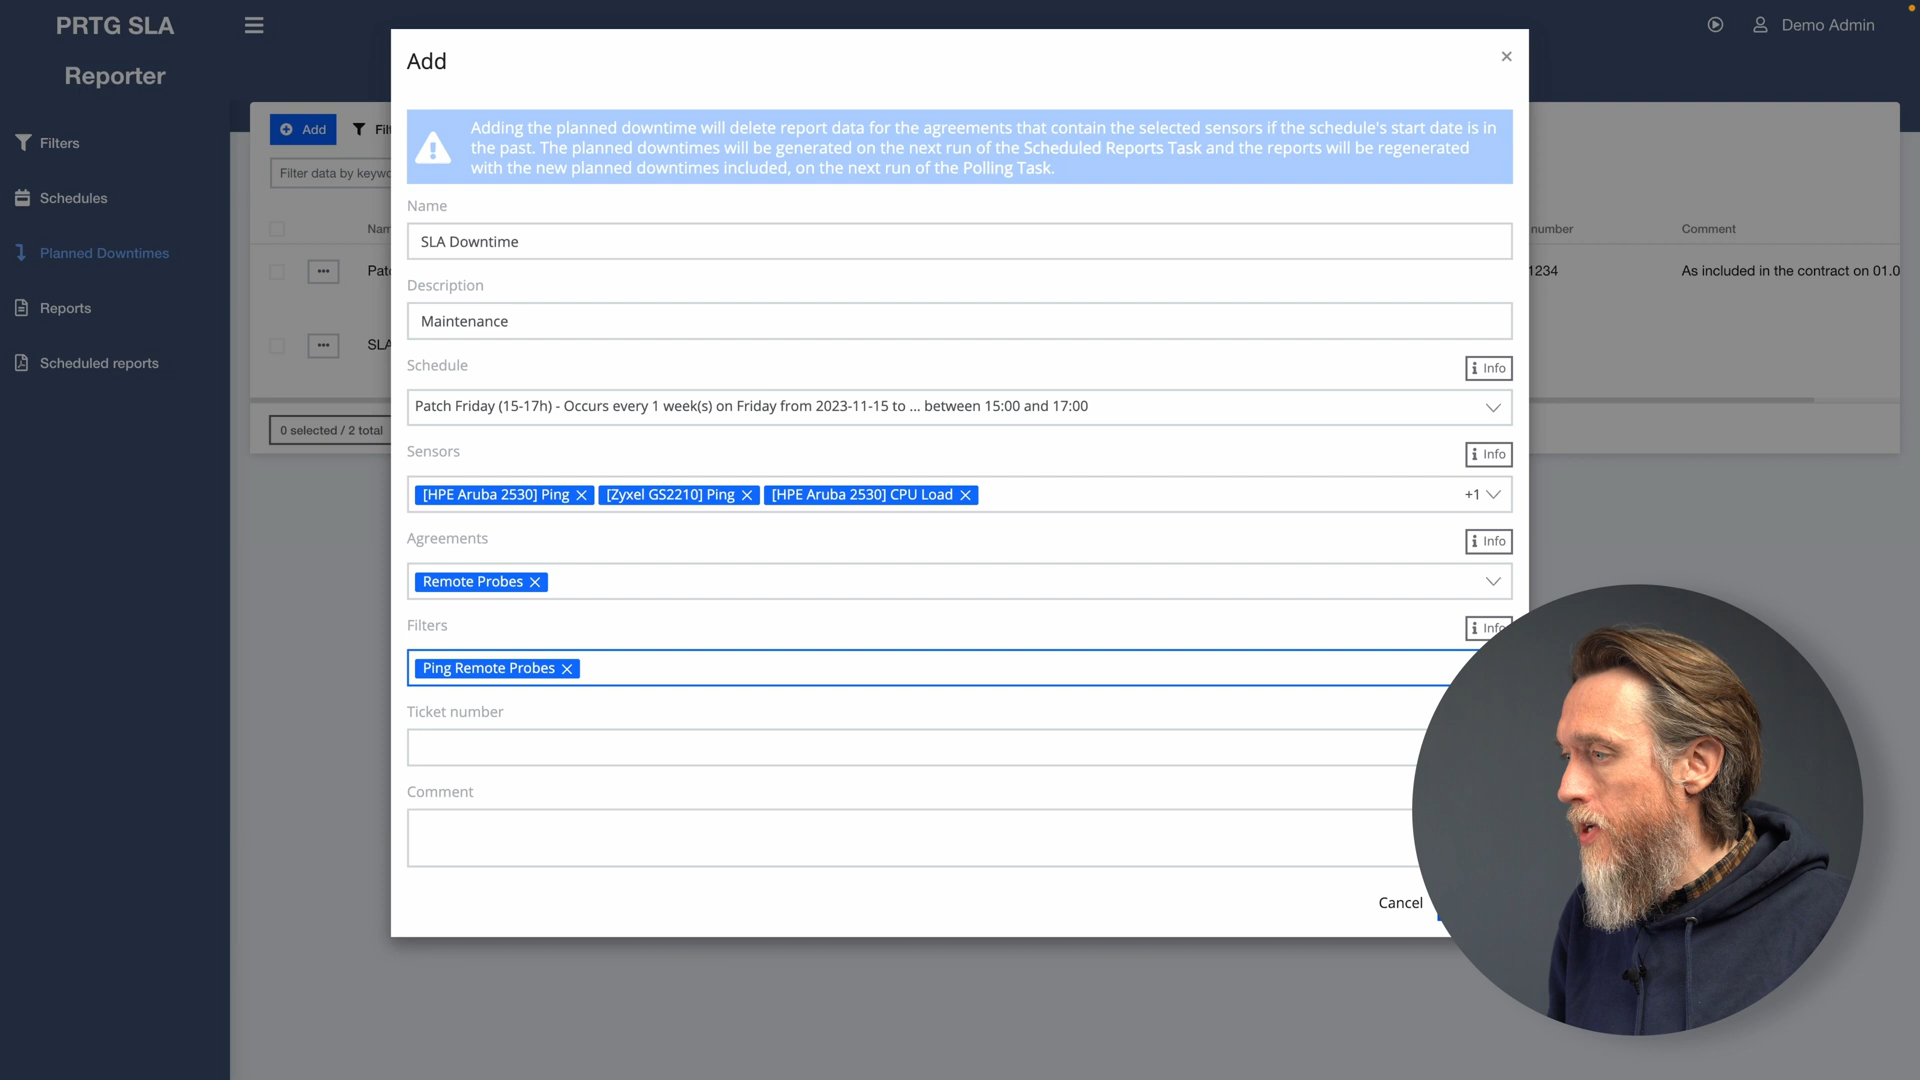 PRTG SLA
Reporter
Demo Admin
Filters
Schedules
Planned Downtimes
Reports
Scheduled reports
Add
Filter data by
0 selected / 2 total
number
Comment
1234
As included in the contract on
SLA
Add
Adding the planned downtime will delete report data for the agreements that contain the selected sensors if the schedule's start date is in
the past. The planned downtimes will be generated on the next run of the Scheduled Reports Task and the reports will be regenerated
with the new planned downtimes included, on the next run of the Polling Task.
Name
SLA Downtime
Description
Maintenance
Schedule
Info
Patch Friday (15-17h) - Occurs every 1 week(s) on Friday from 2023-11-15 to ... between 15:00 and 17:00
Sensors
Info
[HPE Aruba 2530] Ping [Zyxel GS2210] Ping [HPE Aruba 2530] CPU Load +1
Agreements
Info
Remote Probes
Filters
Info
Ping Remote Probes
Ticket number
Comment
Cancel